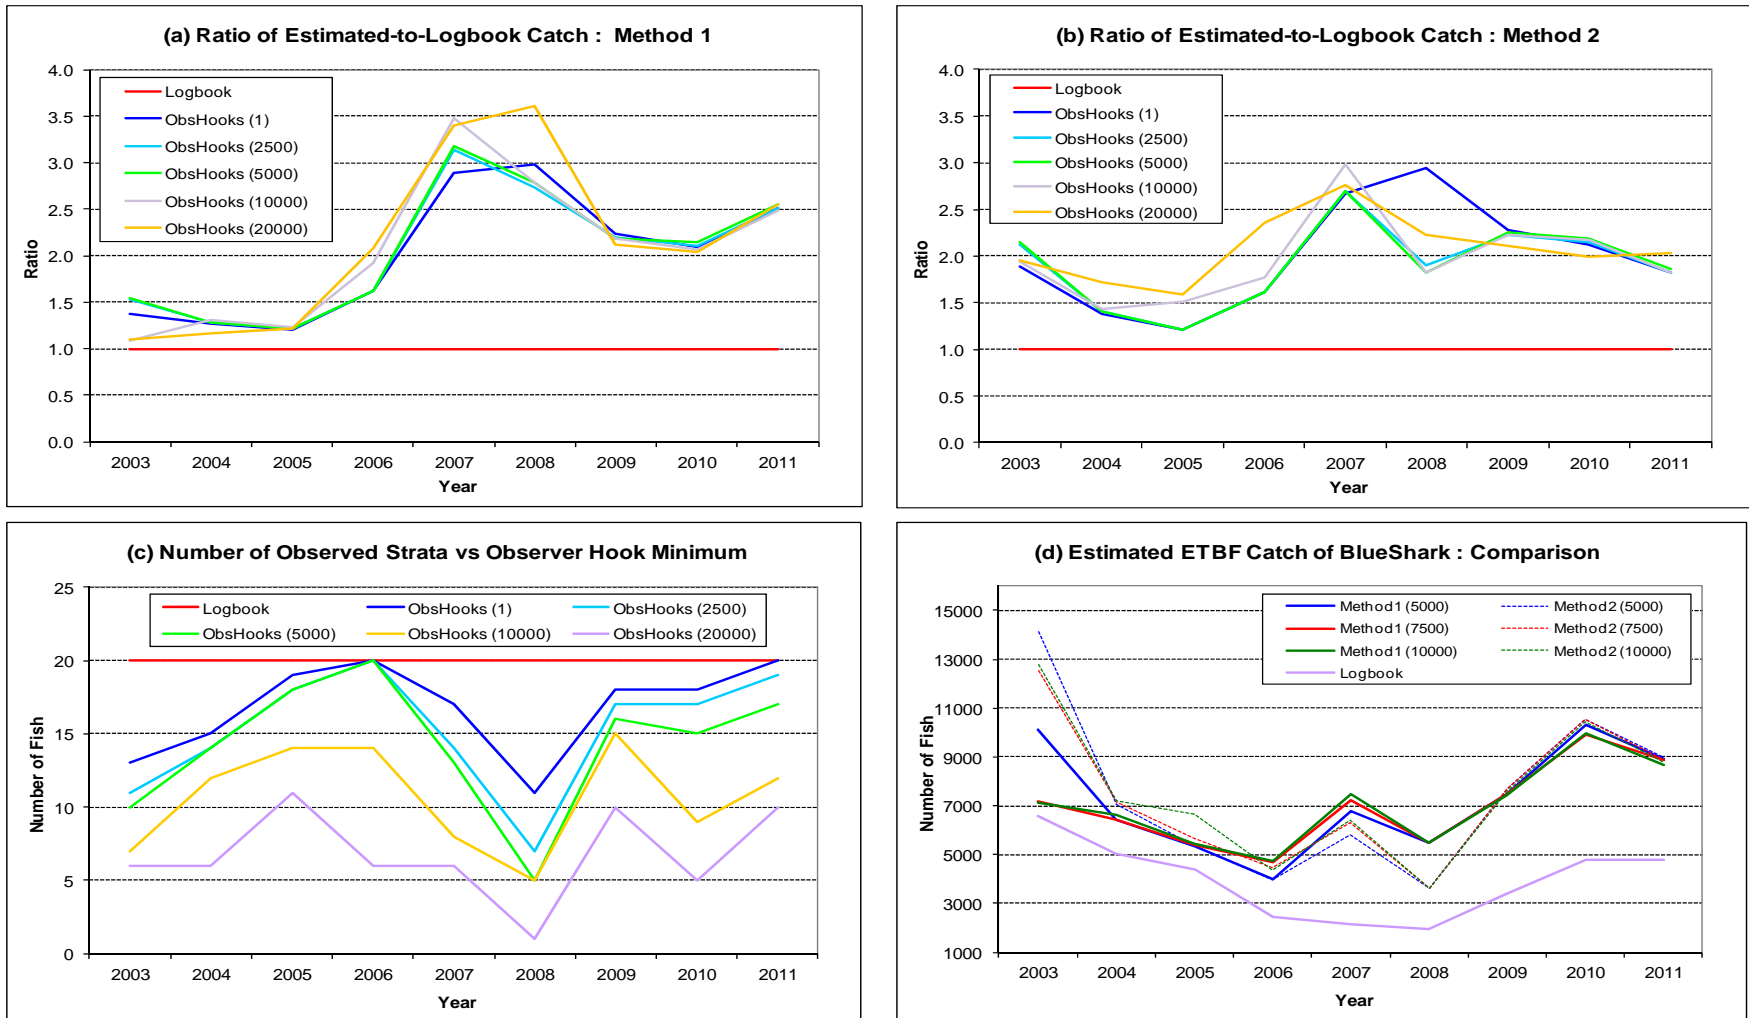 (a) Ratio of Estimated-to-Logbook Catch : Method 1
4.0
3.5
3.0
2.5
2.0
1.5
1.0
0.5
0.0
Ratio
Logbook
ObsHooks (1)
ObsHooks (2500)
ObsHooks (5000)
ObsHooks (10000)
ObsHooks (20000)
2003 2004 2005 2006 2007 2008 2009 2010 2011
Year
(b) Ratio of Estimated-to-Logbook Catch : Method 2
4.0
3.5
3.0
2.5
2.0
1.5
1.0
0.5
0.0
Ratio
Logbook
ObsHooks (1)
ObsHooks (2500)
ObsHooks (5000)
ObsHooks (10000)
ObsHooks (20000)
2003 2004 2005 2006 2007 2008 2009 2010 2011
Year
(c) Number of Observed Strata vs Observer Hook Minimum
25
20
15
10
5
0
Number of Fish
Logbook ObsHooks (1) ObsHooks (2500)
ObsHooks (5000) ObsHooks (10000) ObsHooks (20000)
2003 2004 2005 2006 2007 2008 2009 2010 2011
Year
(d) Estimated ETBF Catch of BlueShark : Comparison
15000
13000
11000
9000
7000
5000
3000
1000
Number of Fish
Method1 (5000) Method2 (5000)
Method1 (7500) Method2 (7500)
Method1 (10000) Method2 (10000)
Logbook
2003 2004 2005 2006 2007 2008 2009 2010 2011
Year